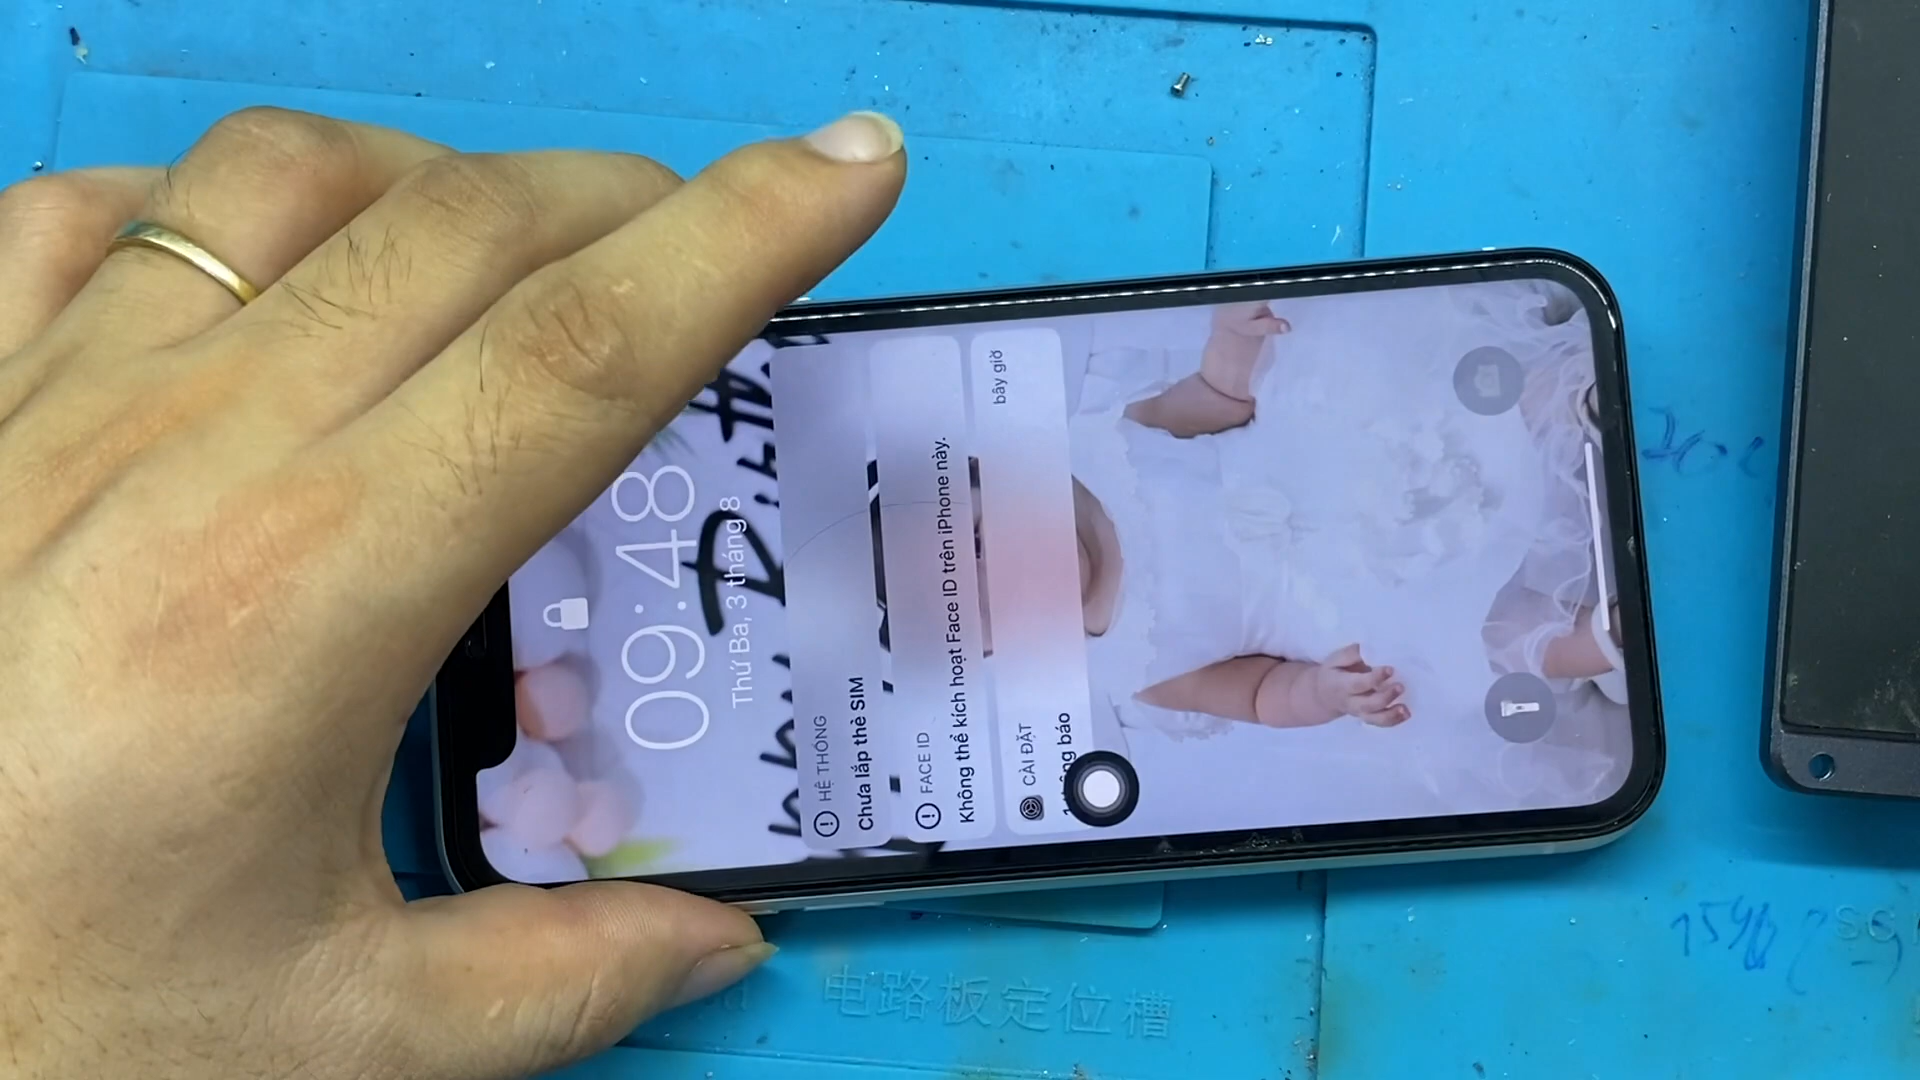 09:48
Thứ Ba, 3 tháng 8
HỆ THỐNG
Chưa lắp thẻ SIM
FACE ID
Không thể kích hoạt Face ID trên iPhone này.
CÀI ĐẶT
bây giờ
báo
电路板定位槽